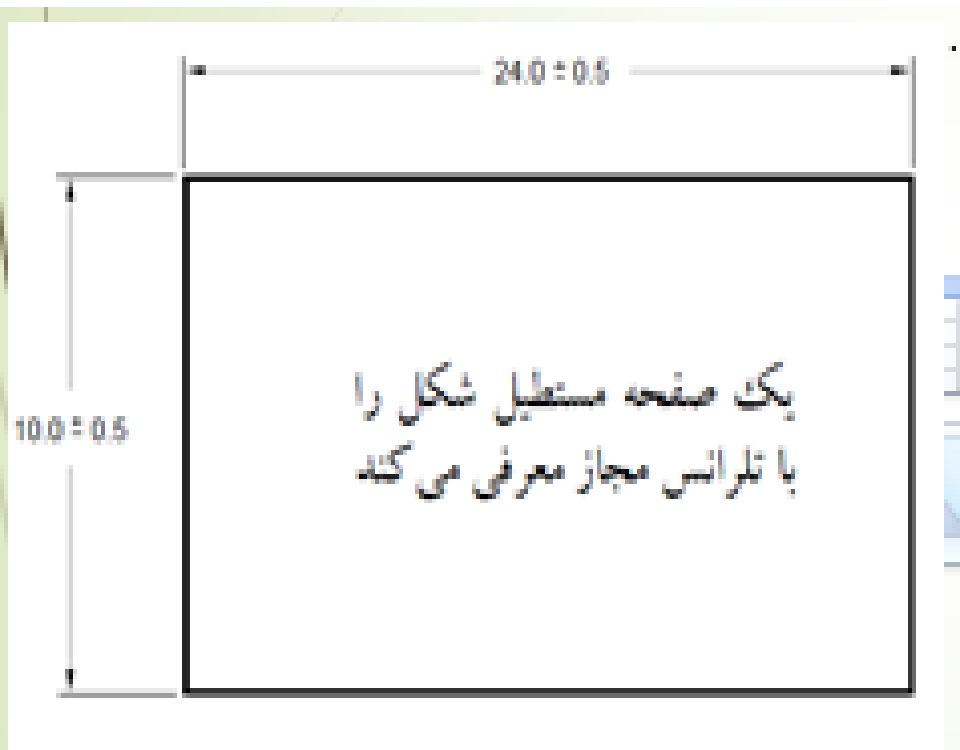 24.0 ± 0.5
یک صفحه مستطیل شکل را
10.0 ± 0.5
با تلرانس مجاز معرفی می کند